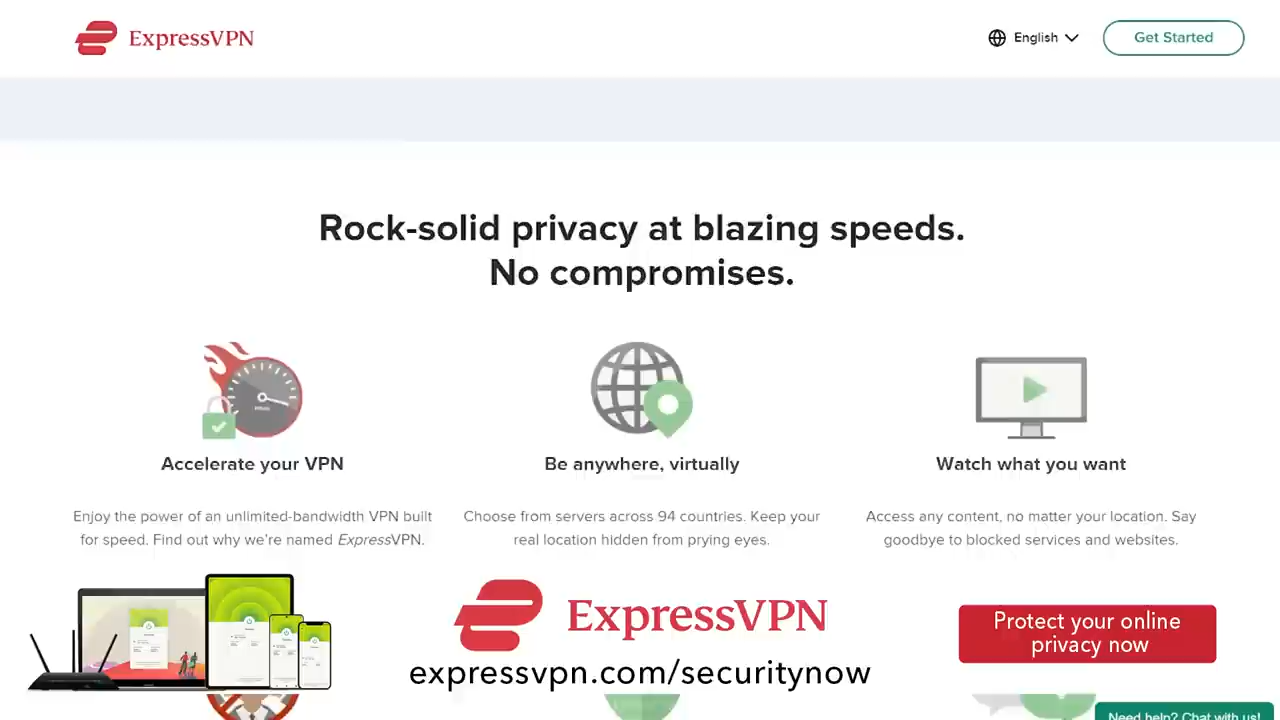 ExpressVPN
English
Get Started
Rock-solid privacy at blazing speeds.
No compromises.
Accelerate your VPN
Be anywhere, virtually
Watch what you want
Enjoy the power of an unlimited-bandwidth VPN built
for speed. Find out why we're named ExpressVPN.
Choose from servers across 94 countries. Keep your
real location hidden from prying eyes.
Access any content, no matter your location. Say
goodbye to blocked services and websites.
ExpressVPN
expressvpn.com/securitynow
Protect your online
privacy now
Need help? Chat with us!